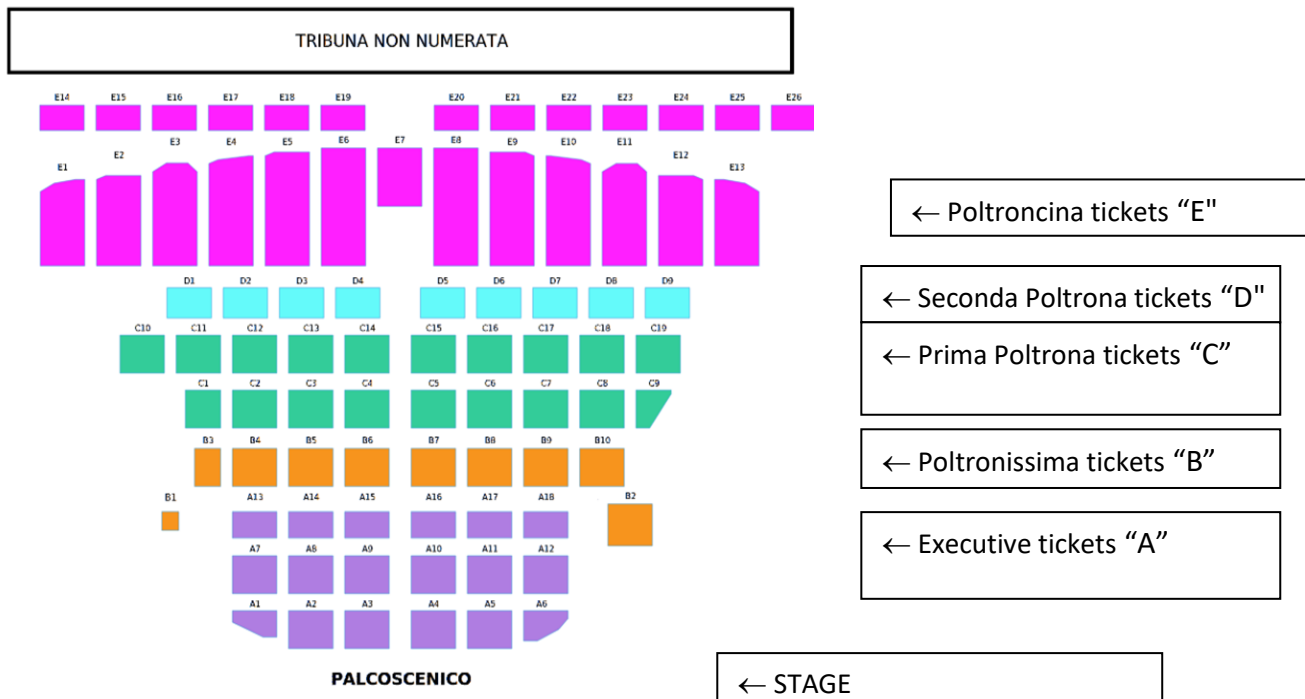 TRIBUNA NON NUMERATA
E14 E15 E16 E17 E18 E19 E20 E21 E22 E23 E24 E25 E26
E1 E2 E3 E4 E5 E6 E7 E8 E9 E10 E11 E12 E13
← Poltroncina tickets “E"
D1 D2 D3 D4 D5 D6 D7 D8 D9
← Seconda Poltrona tickets “D"
C10 C11 C12 C13 C14 C15 C16 C17 C18 C19
← Prima Poltrona tickets “C”
C1 C2 C3 C4 C5 C6 C7 C8 C9
B3 B4 B5 B6 B7 B8 B9 B10
← Poltronissima tickets “B”
B1 A13 A14 A15 A16 A17 A18 B2
← Executive tickets “A”
A7 A8 A9 A10 A11 A12
A1 A2 A3 A4 A5 A6
PALCOSCENICO
← STAGE